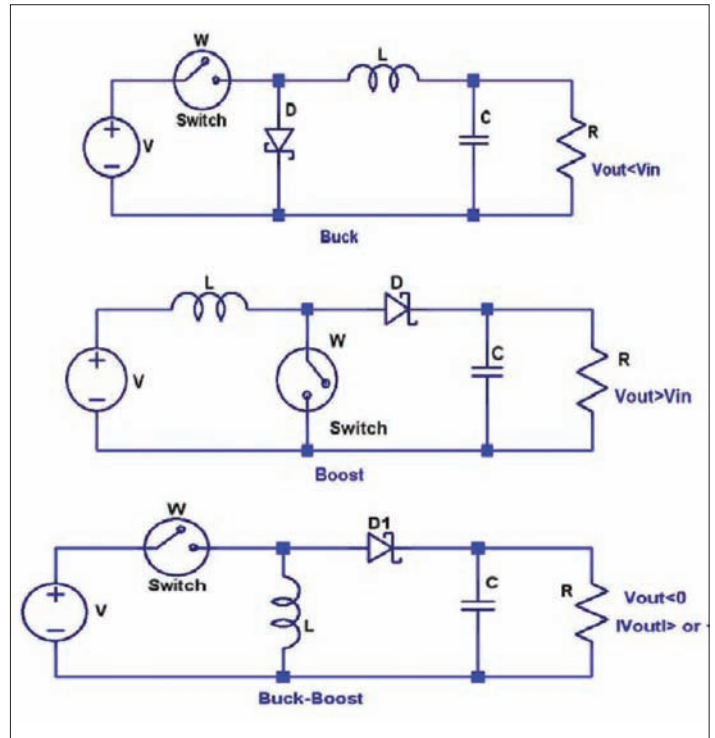 W
L
Switch
D
C
R
V
Vout<Vin
Buck
L
D
W
C
R
V
Vout>Vin
Switch
Boost
W
D1
Switch
C
R
V
L
Vout<0
|Vout|> or
Buck-Boost